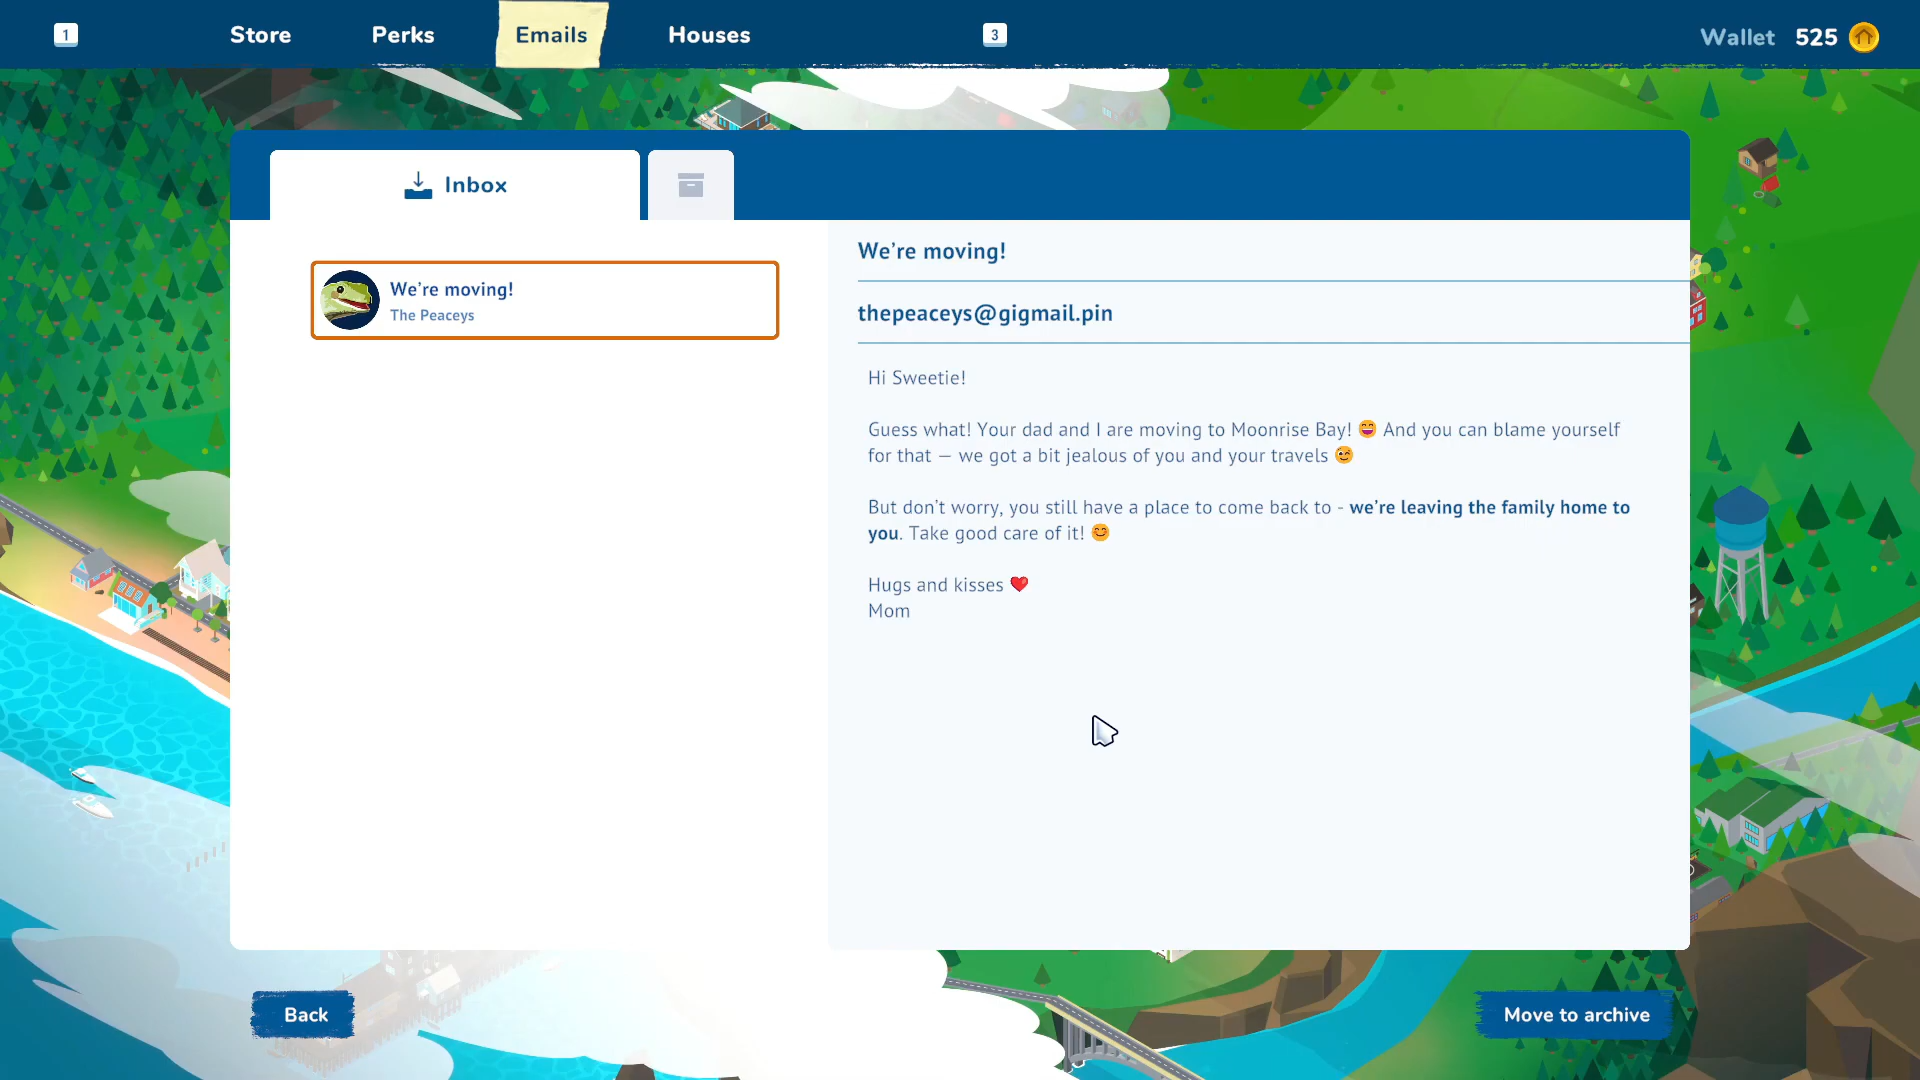 1 Store Perks Emails Houses 3 Wallet 525
Inbox
We're moving!
The Peaceys
We're moving!
thepeaceys@gigmail.pin
Hi Sweetie!
Guess what! Your dad and I are moving to Moonrise Bay! 😄 And you can blame yourself
for that — we got a bit jealous of you and your travels 😉
But don't worry, you still have a place to come back to - we're leaving the family home to
you. Take good care of it! 😊
Hugs and kisses ❤️
Mom
Back
Move to archive